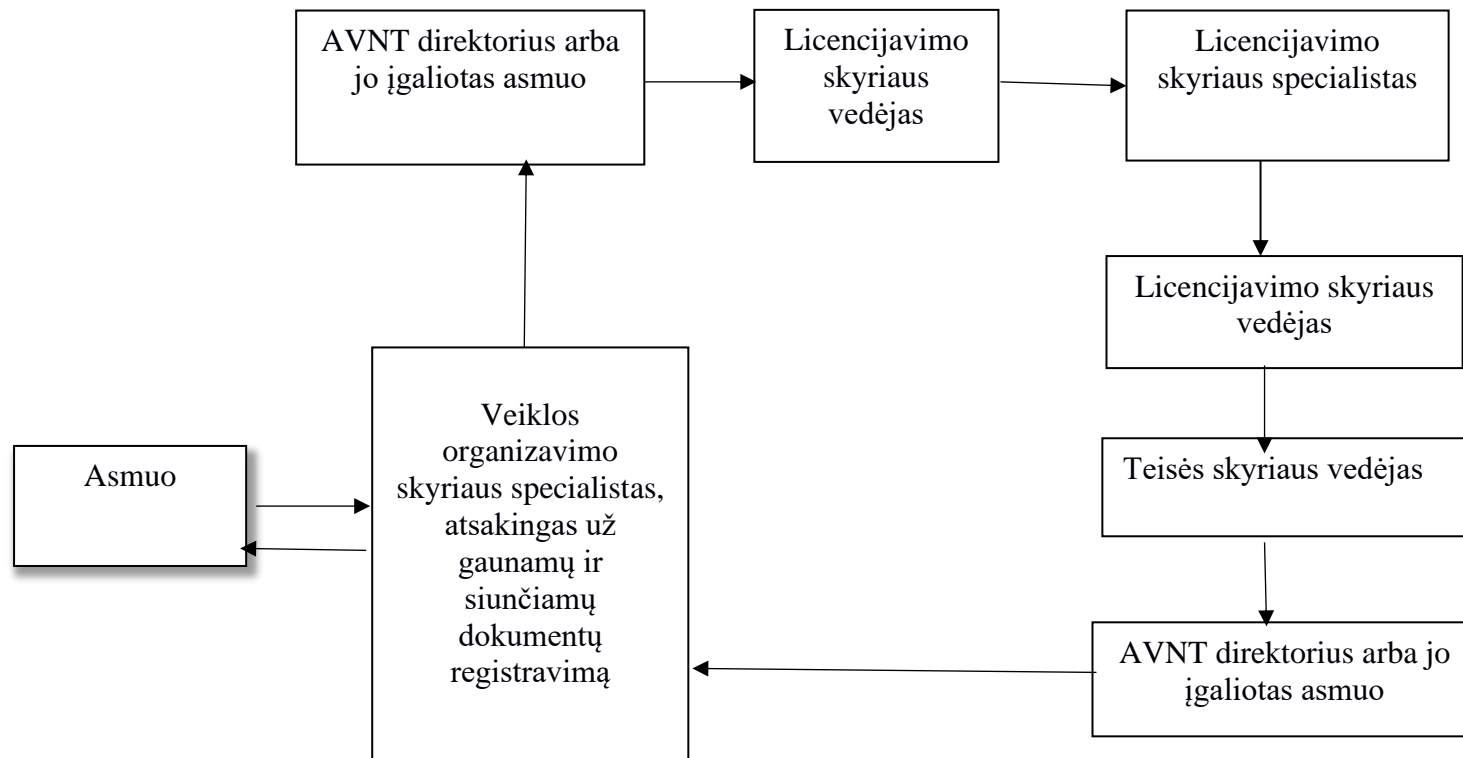 AVNT direktorius arba
jo įgaliotas asmuo
Licencijavimo
skyriaus
vedėjas
Licencijavimo
skyriaus specialistas
Licencijavimo skyriaus
vedėjas
Veiklos
organizavimo
skyriaus specialistas,
atsakingas už
gaunamų ir
siunčiamų
dokumentų
registravimą
Asmuo
Teisės skyriaus vedėjas
AVNT direktorius arba jo
įgaliotas asmuo